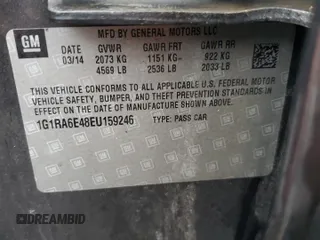 GM
MFD BY GENERAL MOTORS LLC
DATE GVWR GAWR FRT GAWR RR
03/14 2073 KG 1151 KG 922 KG
4569 LB 2536 LB 2033 LB
THIS VEHICLE CONFORMS TO ALL APPLICABLE U.S. FEDERAL MOTOR
VEHICLE SAFETY, BUMPER, AND THEFT PREVENTION STANDARDS IN
EFFECT ON THE DATE OF MANUFACTURE SHOWN ABOVE.
1G1RA6E48EU159246 TYPE: PASS CAR
DREAMBID